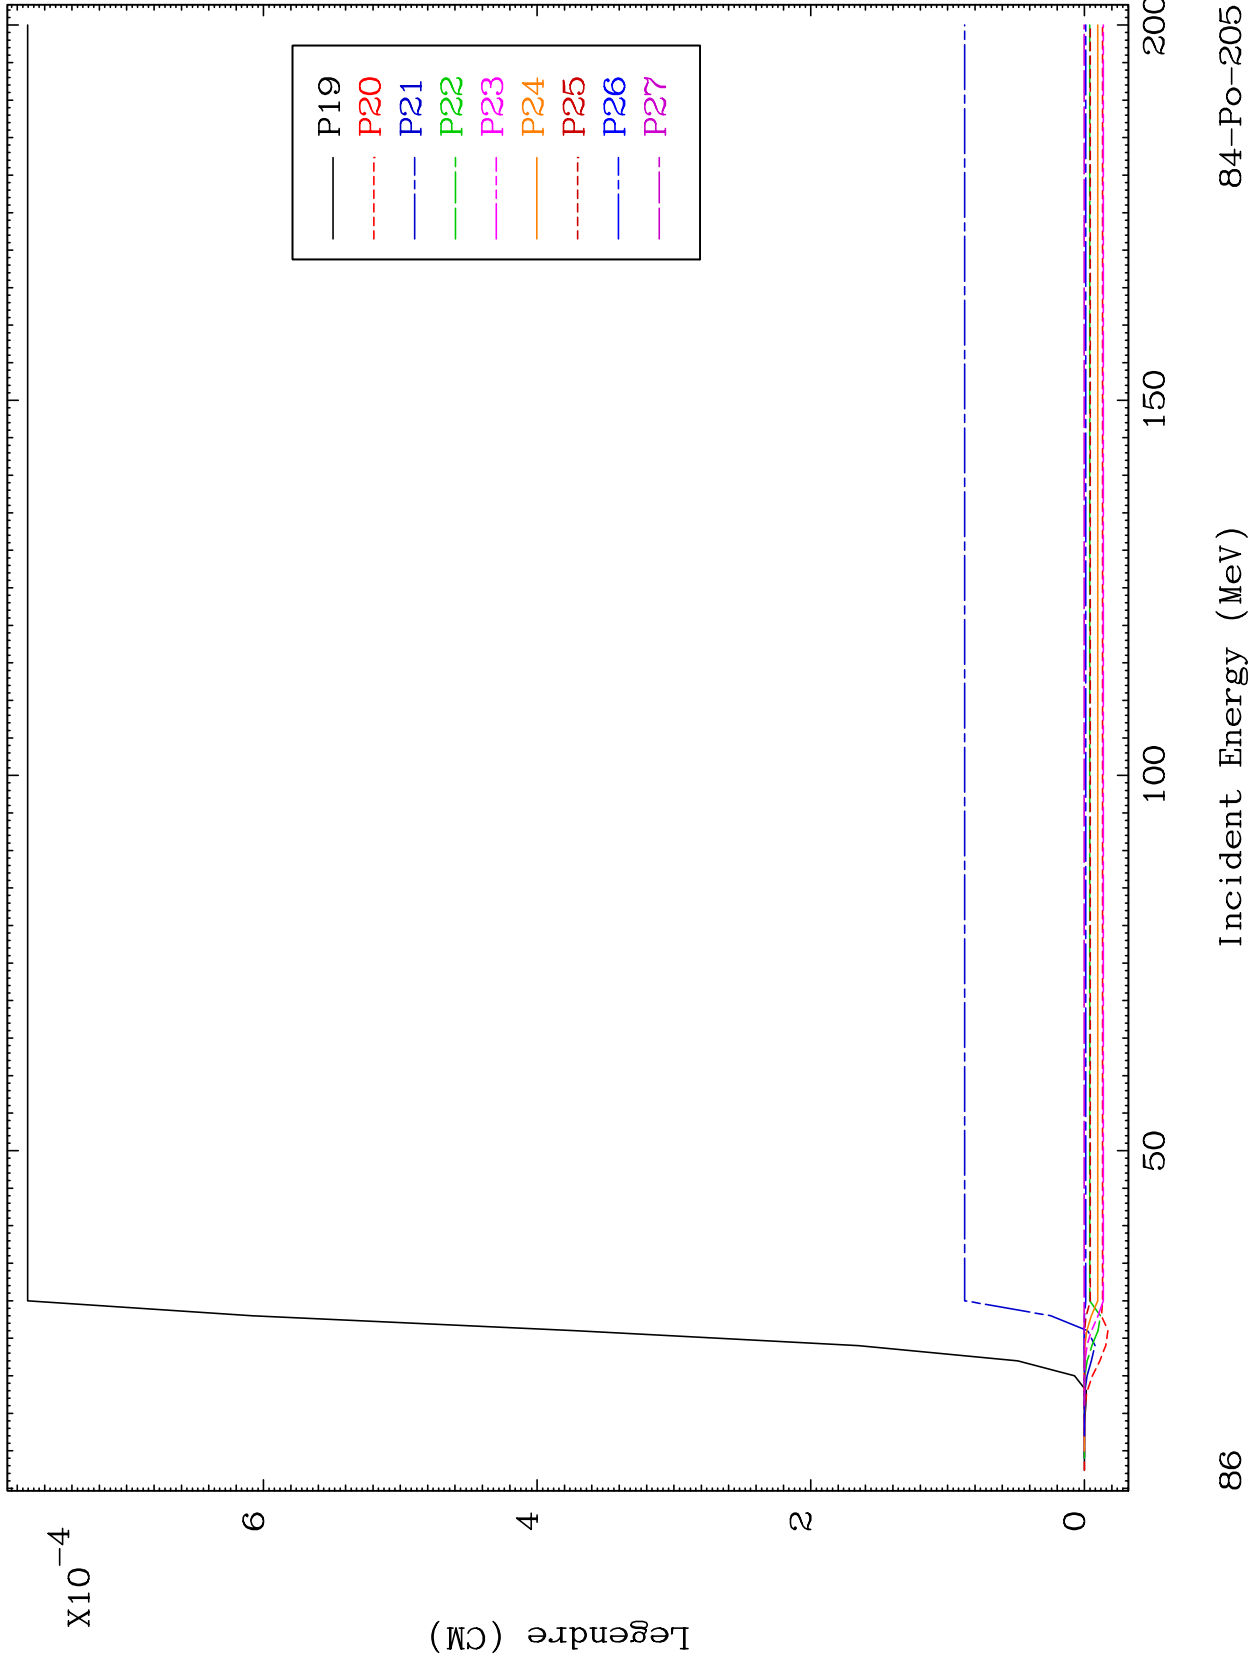 X10-4
6
4
2
0
Legendre (CM)
P19
P20
P21
P22
P23
P24
P25
P26
P27
50
100
150
200
86
Incident Energy (MeV)
84-Po-205